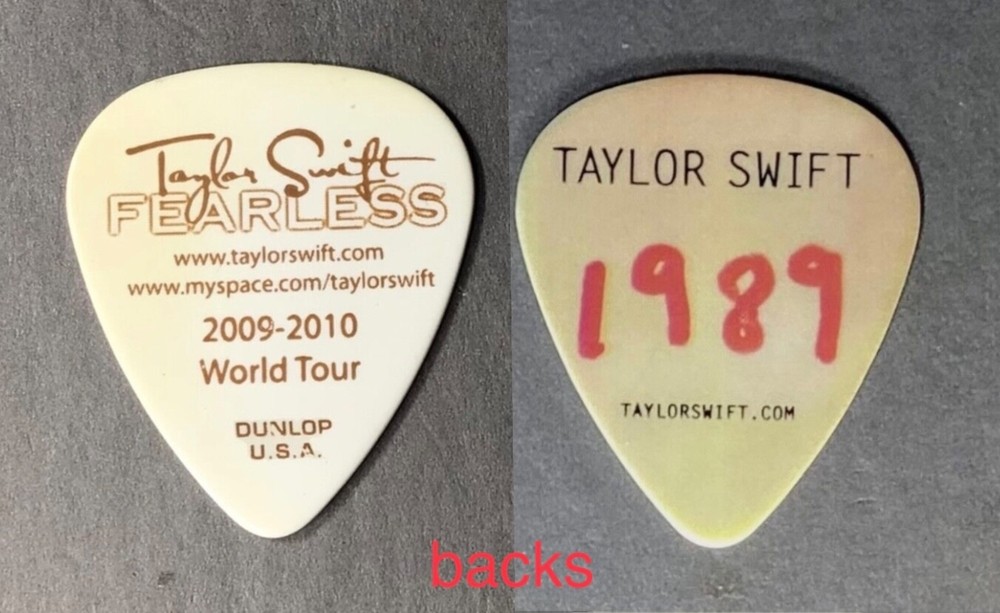 Taylor Swift
FEARLESS
www.taylorswift.com
www.myspace.com/taylorswift
2009-2010
World Tour
DUNLOP
U.S.A.
TAYLOR SWIFT
1989
TAYLORSWIFT.COM
backs